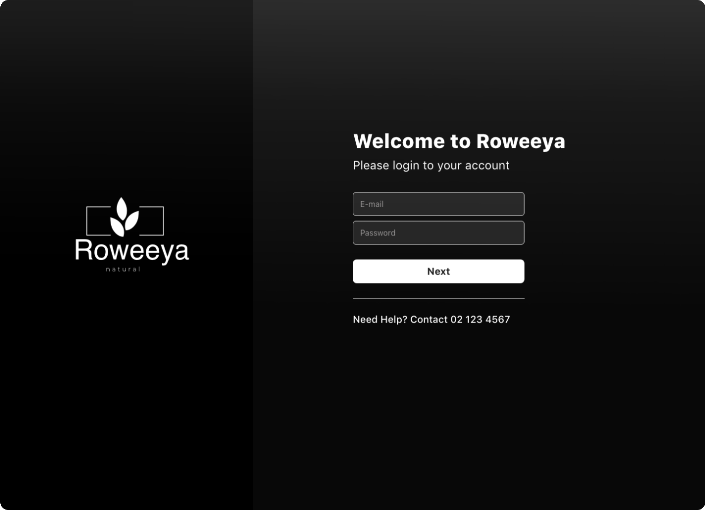 Roweeya
natural
Welcome to Roweeya
Please login to your account
E-mail
Password
Next
Need Help? Contact 02 123 4567